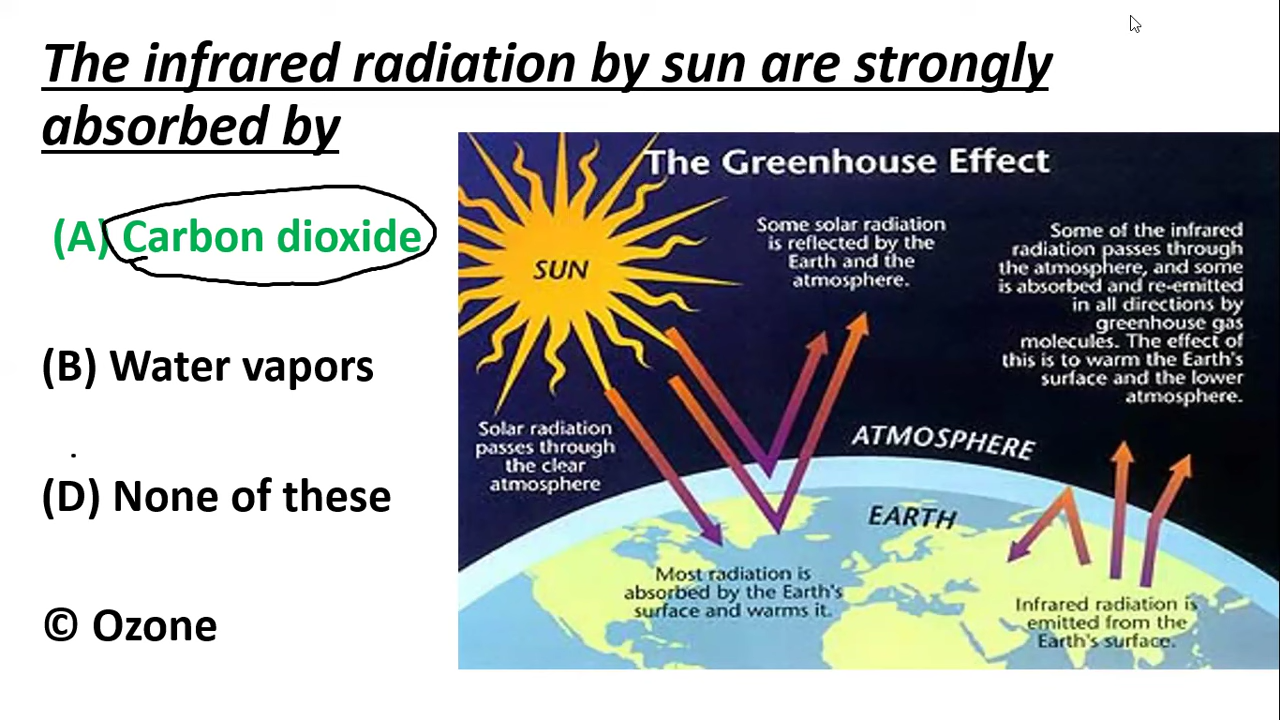 The infrared radiation by sun are strongly
absorbed by
(A) Carbon dioxide
(B) Water vapors
(D) None of these
© Ozone
The Greenhouse Effect
SUN
Some solar radiation
is reflected by the
Earth and the
atmosphere.
Some of the infrared
radiation passes through
the atmosphere, and some
is absorbed and re-emitted
in all directions by
greenhouse gas
molecules. The effect of
this is to warm the Earth's
surface and the lower
atmosphere.
Solar radiation
passes through
the clear
atmosphere
ATMOSPHERE
EARTH
Most radiation is
absorbed by the Earth's
surface and warms it.
Infrared radiation is
emitted from the
Earth's surface.